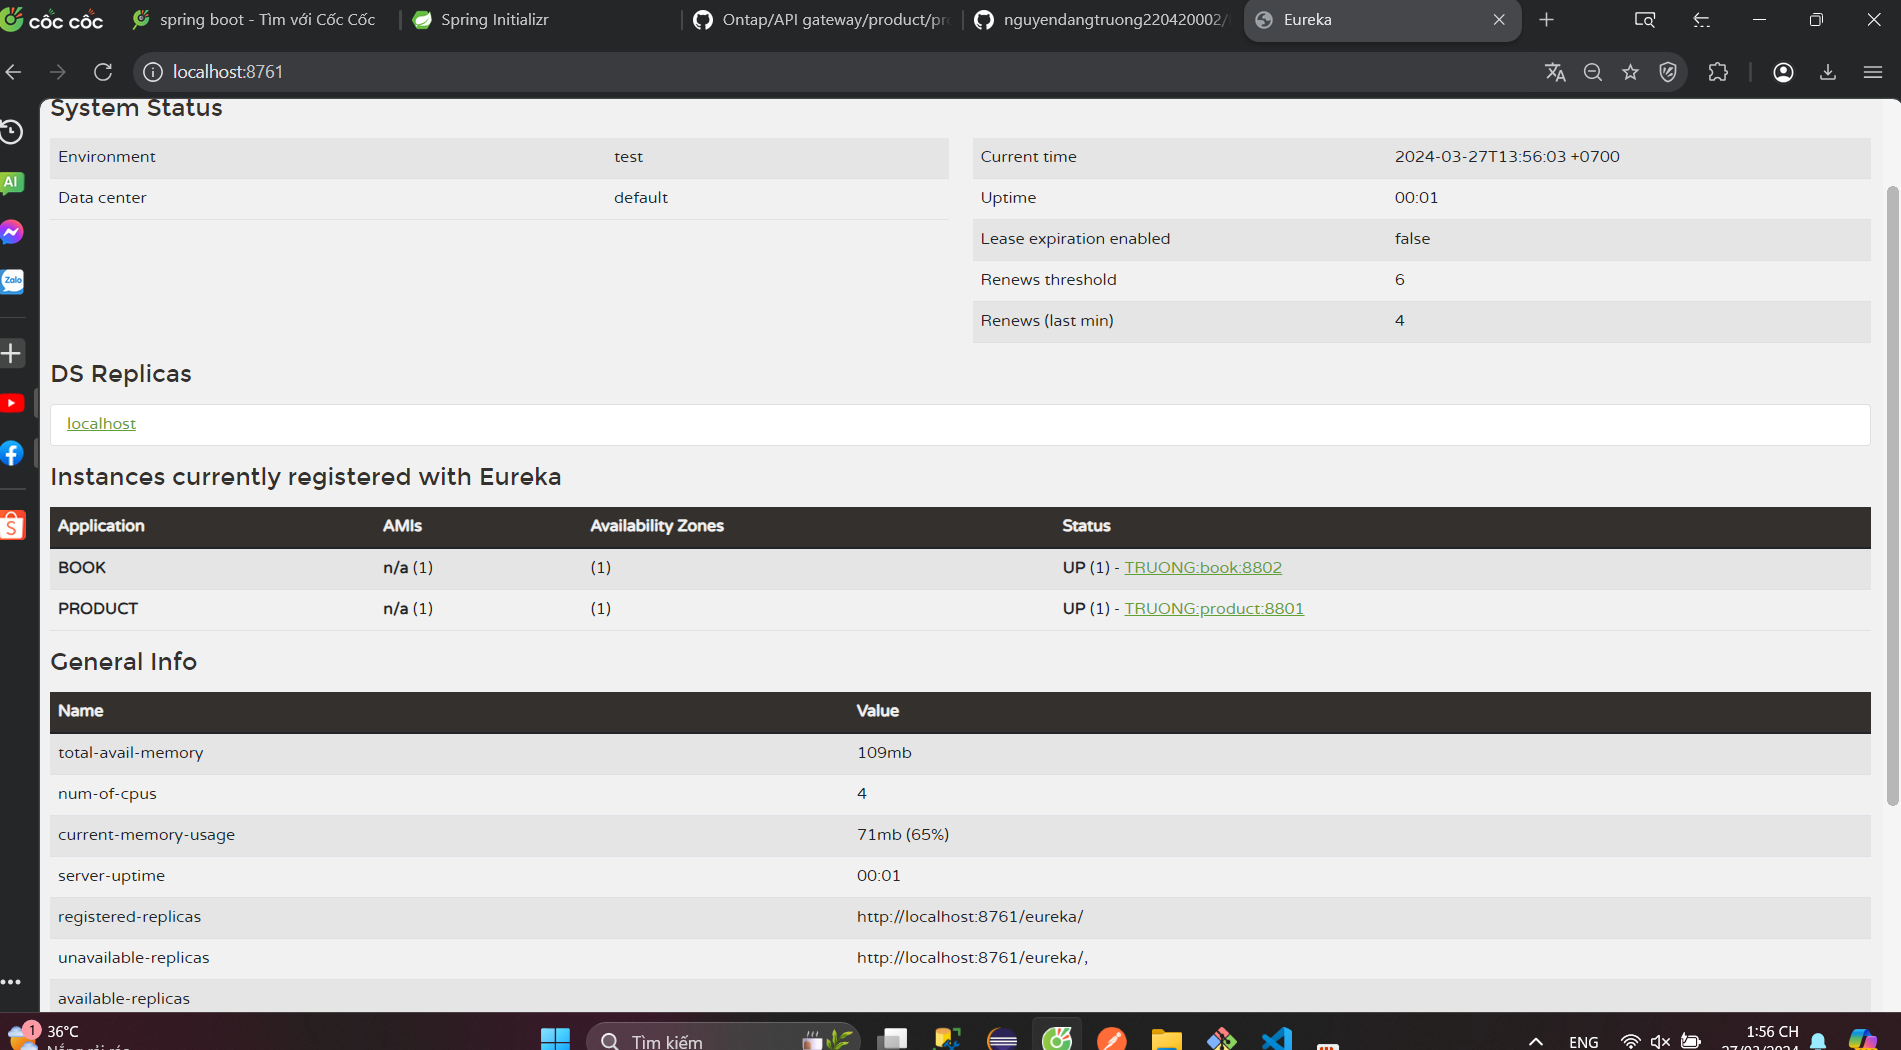 cốc cốc
spring boot - Tìm với Cốc Cốc
Spring Initializr
Ontap/API gateway/product/pr
nguyendangtruong220420002/
Eureka
localhost:8761
System Status
Environment test
Data center default
Current time 2024-03-27T13:56:03 +0700
Uptime 00:01
Lease expiration enabled false
Renews threshold 6
Renews (last min) 4
AI
Zalo
DS Replicas
localhost
Instances currently registered with Eureka
Application AMIs Availability Zones Status
BOOK n/a (1) (1) UP (1) - TRUONG:book:8802
PRODUCT n/a (1) (1) UP (1) - TRUONG:product:8801
General Info
Name Value
total-avail-memory 109mb
num-of-cpus 4
current-memory-usage 71mb (65%)
server-uptime 00:01
registered-replicas http://localhost:8761/eureka/
unavailable-replicas http://localhost:8761/eureka/,
available-replicas
1
36°C
Tìm kiếm
ENG
1:56 CH
27/03/2024